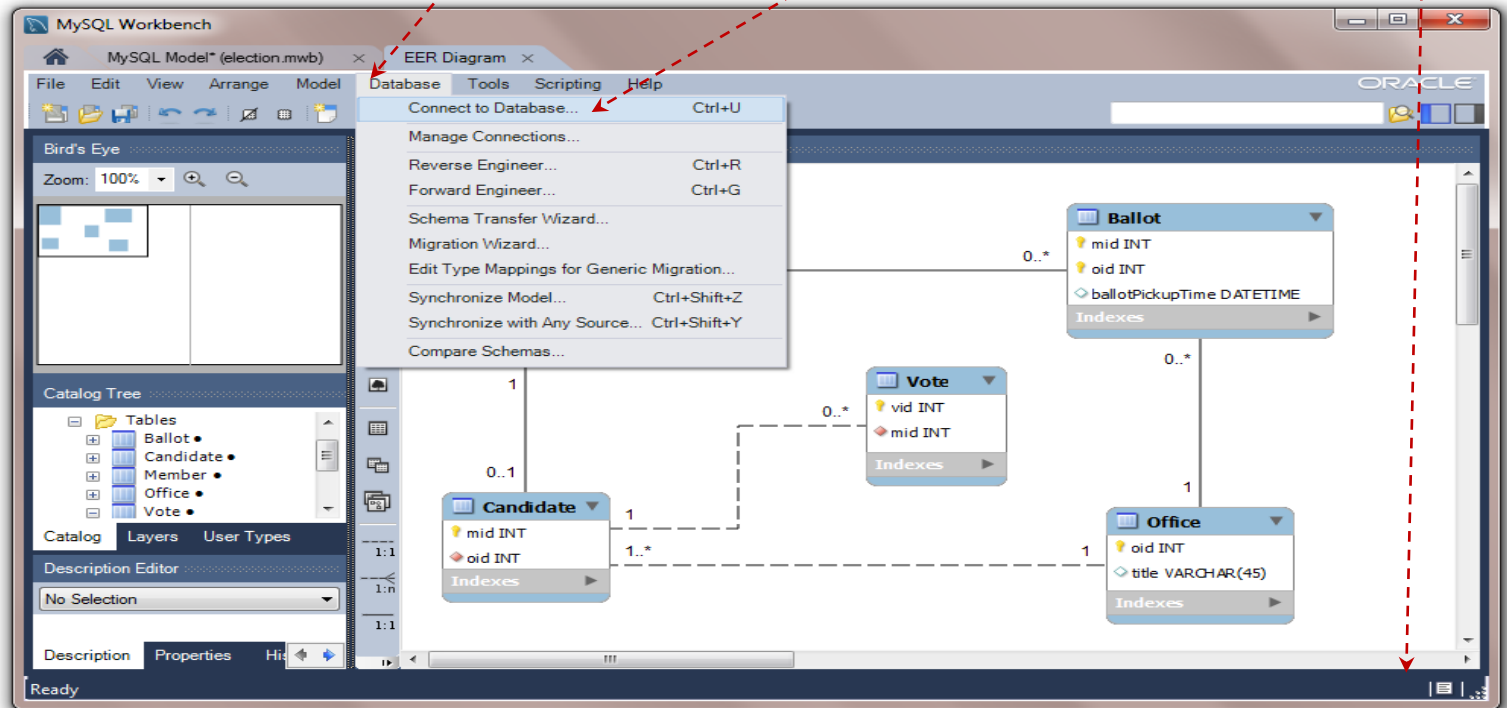 MySQL Workbench
MySQL Model* (election.mwb) × EER Diagram ×
File Edit View Arrange Model Database Tools Scripting Help
ORACLE
Connect to Database... Ctrl+U
Manage Connections...
Reverse Engineer... Ctrl+R
Forward Engineer... Ctrl+G
Schema Transfer Wizard...
Migration Wizard...
Edit Type Mappings for Generic Migration...
Synchronize Model... Ctrl+Shift+Z
Synchronize with Any Source... Ctrl+Shift+Y
Compare Schemas...
Bird's Eye
Zoom: 100%
Catalog Tree
Tables
Ballot
Candidate
Member
Office
Vote
Catalog Layers User Types
Description Editor
No Selection
Description Properties His
1:1
1:n
1:1
Ballot
mid INT
oid INT
ballotPickupTime DATETIME
Indexes
0..*
0..*
1
Vote
vid INT
mid INT
Indexes
0..*
1
0..1
Candidate
mid INT
oid INT
Indexes
1
1..*
1
Office
oid INT
title VARCHAR(45)
Indexes
Ready